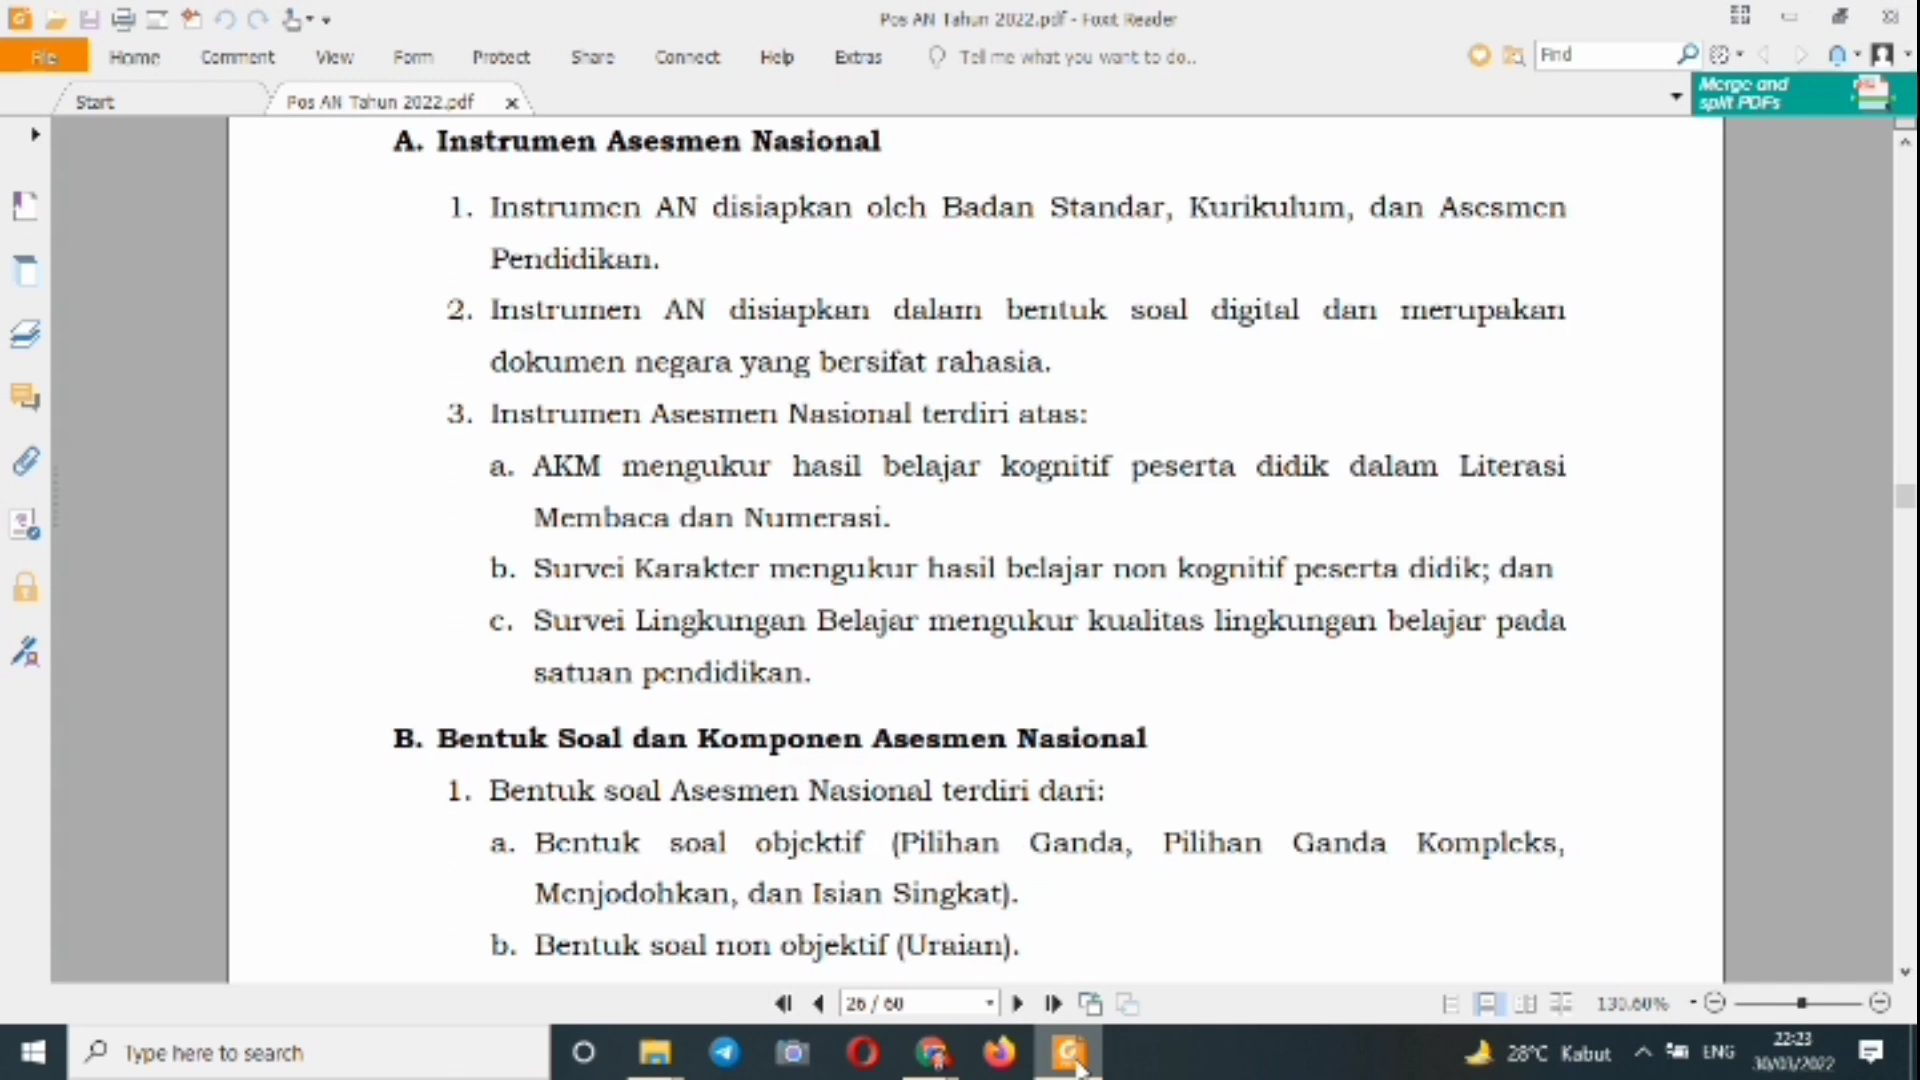 Pos AN Tahun 2022.pdf - Foxit Reader
File Home Comment View Form Protect Share Connect Help Extras Tell me what you want to do.. Find
Start Pos AN Tahun 2022.pdf
Merge and
split PDFs
A. Instrumen Asesmen Nasional
1. Instrumen AN disiapkan oleh Badan Standar, Kurikulum, dan Asesmen
Pendidikan.
2. Instrumen AN disiapkan dalam bentuk soal digital dan merupakan
dokumen negara yang bersifat rahasia.
3. Instrumen Asesmen Nasional terdiri atas:
a. AKM mengukur hasil belajar kognitif peserta didik dalam Literasi
Membaca dan Numerasi.
b. Survei Karakter mengukur hasil belajar non kognitif peserta didik; dan
c. Survei Lingkungan Belajar mengukur kualitas lingkungan belajar pada
satuan pendidikan.
B. Bentuk Soal dan Komponen Asesmen Nasional
1. Bentuk soal Asesmen Nasional terdiri dari:
a. Bentuk soal objektif (Pilihan Ganda, Pilihan Ganda Kompleks,
Menjodohkan, dan Isian Singkat).
b. Bentuk soal non objektif (Uraian).
26 / 60 130.60%
Type here to search 28°C Kabut ENG 22:23
30/03/2022